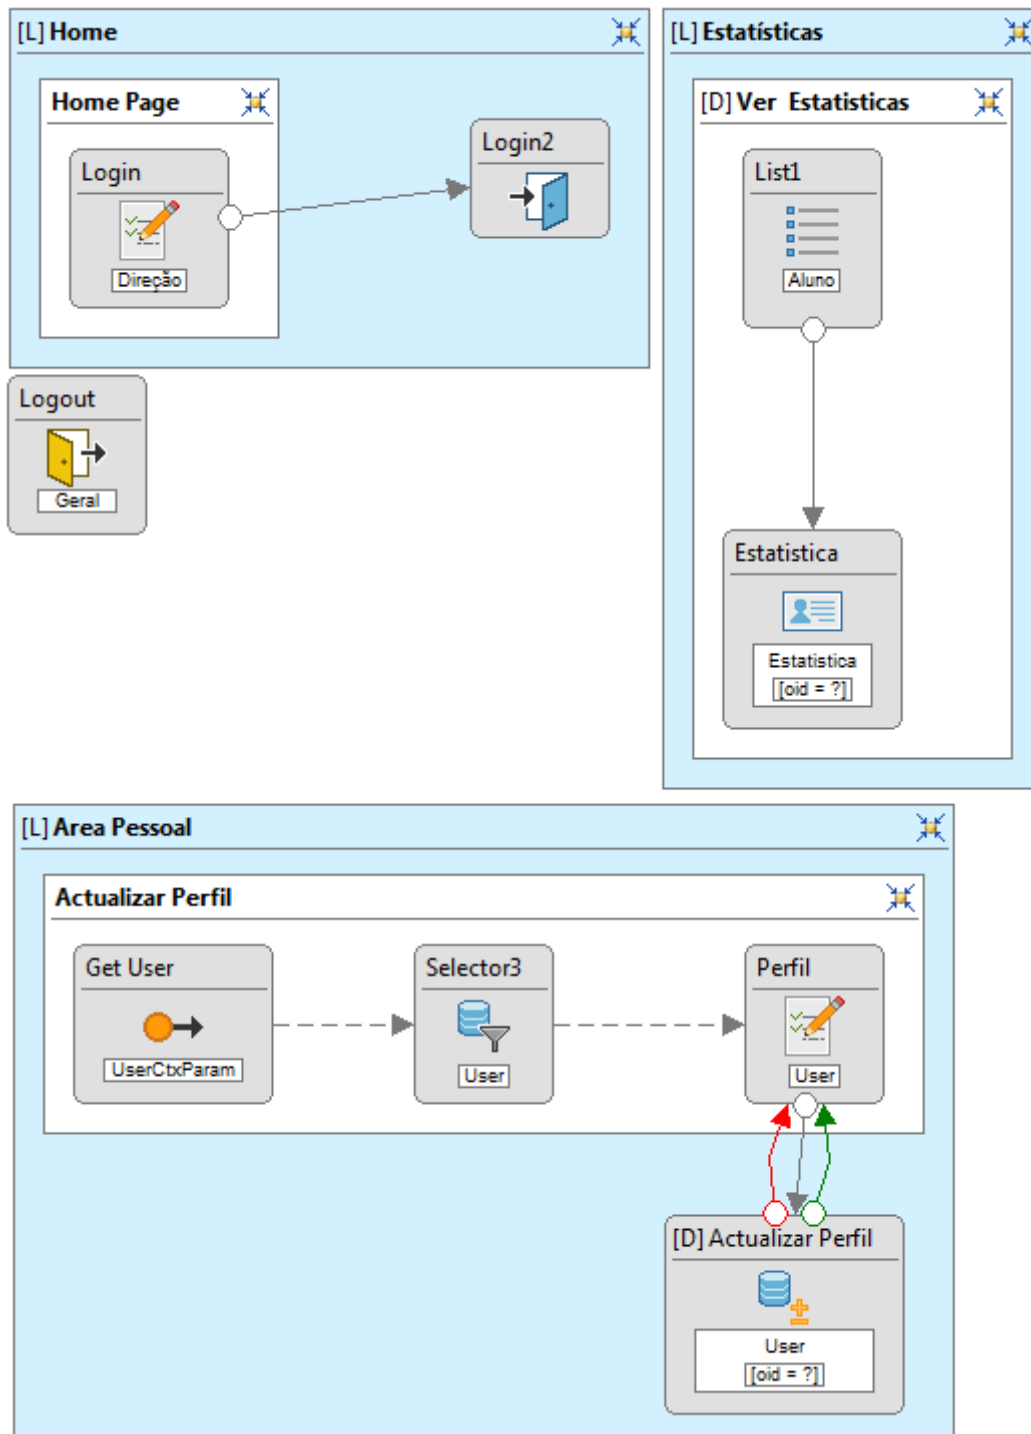 [L] Home
Home Page
Login
Direção
Login2
Logout
Geral
[L] Estatísticas
[D] Ver Estatisticas
List1
Aluno
Estatistica
Estatistica
[oid = ?]
[L] Area Pessoal
Actualizar Perfil
Get User
UserCtxParam
Selector3
User
Perfil
User
[D] Actualizar Perfil
User
[oid = ?]